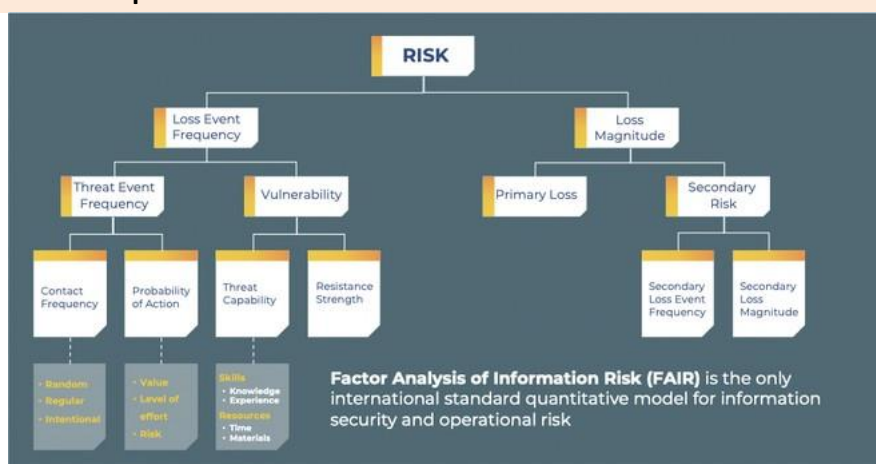 RISK
Loss Event
Frequency
Loss
Magnitude
Threat Event
Frequency
Vulnerability
Primary Loss
Secondary
Risk
Contact
Frequency
Probability
of Action
Threat
Capability
Resistance
Strength
Secondary
Loss Event
Frequency
Secondary
Loss
Magnitude
• Random
• Regular
• Intentional
• Value
• Level of
effort
• Risk
Skills
• Knowledge
• Experience
Resources
• Time
• Materials
Factor Analysis of Information Risk (FAIR) is the only
international standard quantitative model for information
security and operational risk